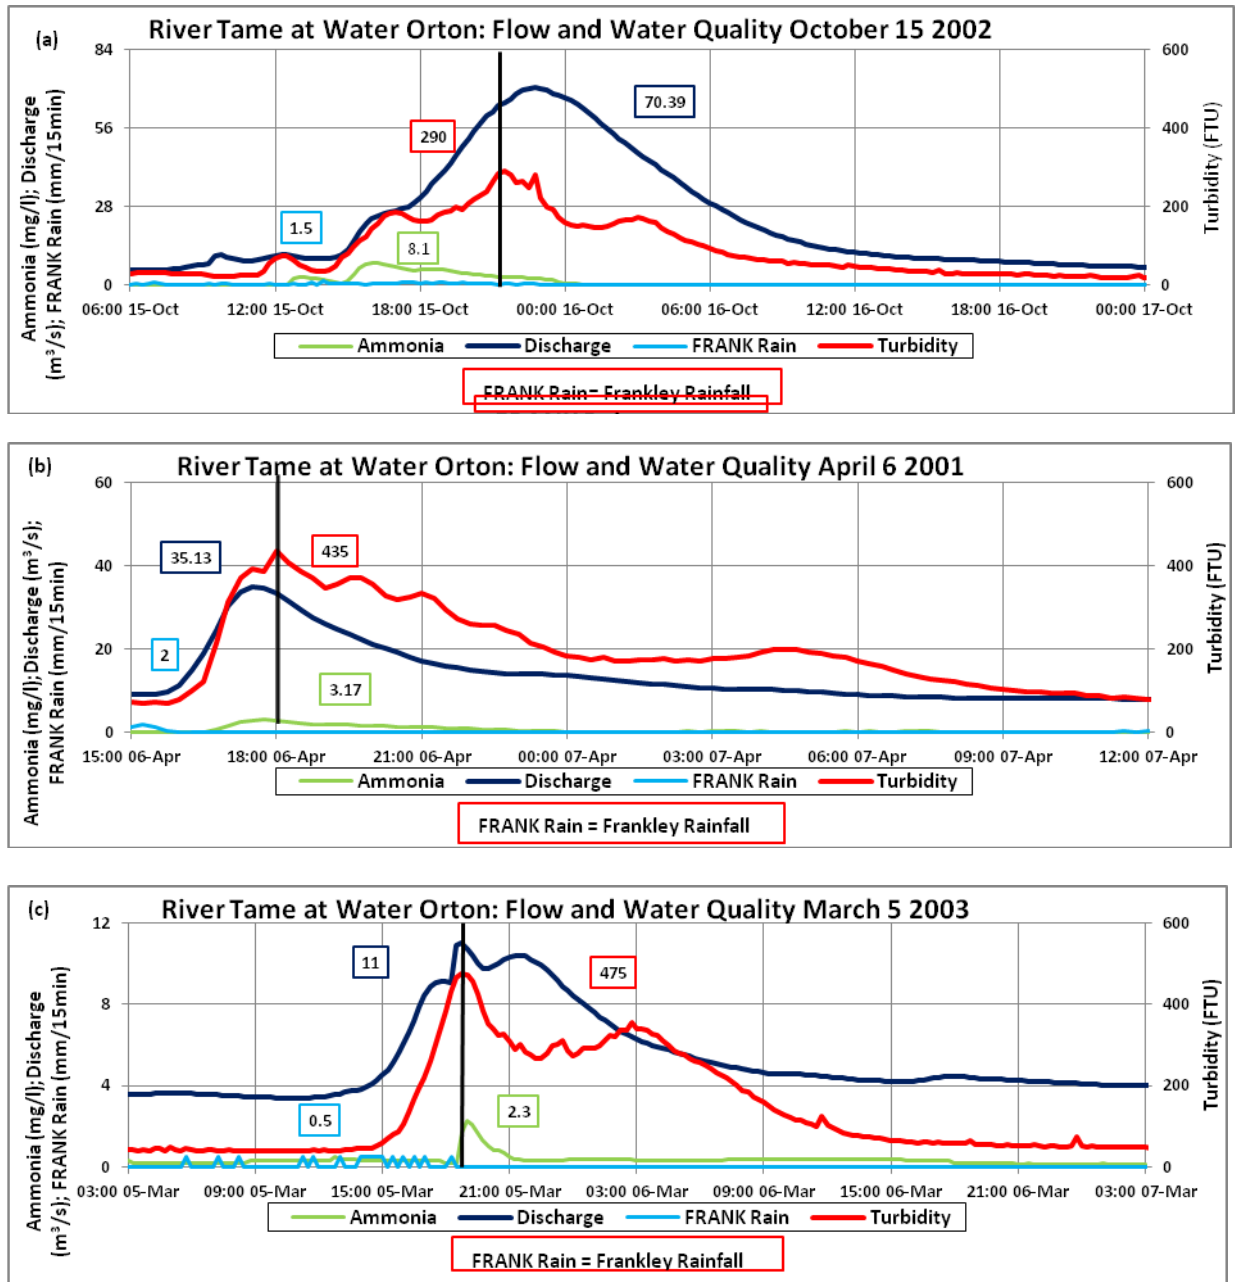 (a)
River Tame at Water Orton: Flow and Water Quality October 15 2002
Ammonia (mg/l); Discharge
(m³/s); FRANK Rain (mm/15min)
84
56
28
0
600
400
200
0
Turbidity (FTU)
290
70.39
1.5
8.1
06:00 15-Oct 12:00 15-Oct 18:00 15-Oct 00:00 16-Oct 06:00 16-Oct 12:00 16-Oct 18:00 16-Oct 00:00 17-Oct
Ammonia Discharge FRANK Rain Turbidity
FRANK Rain= Frankley Rainfall
(b)
River Tame at Water Orton: Flow and Water Quality April 6 2001
Ammonia (mg/l);Discharge (m³/s);
FRANK Rain (mm/15min)
60
40
20
0
600
400
200
0
Turbidity (FTU)
35.13
435
2
3.17
15:00 06-Apr 18:00 06-Apr 21:00 06-Apr 00:00 07-Apr 03:00 07-Apr 06:00 07-Apr 09:00 07-Apr 12:00 07-Apr
Ammonia Discharge FRANK Rain Turbidity
FRANK Rain = Frankley Rainfall
(c)
River Tame at Water Orton: Flow and Water Quality March 5 2003
Ammonia (mg/l);Discharge
(m³/s); FRANK Rain (mm/15min)
12
8
4
0
600
400
200
0
Turbidity (FTU)
11
475
0.5
2.3
03:00 05-Mar 09:00 05-Mar 15:00 05-Mar 21:00 05-Mar 03:00 06-Mar 09:00 06-Mar 15:00 06-Mar 21:00 06-Mar 03:00 07-Mar
Ammonia Discharge FRANK Rain Turbidity
FRANK Rain = Frankley Rainfall